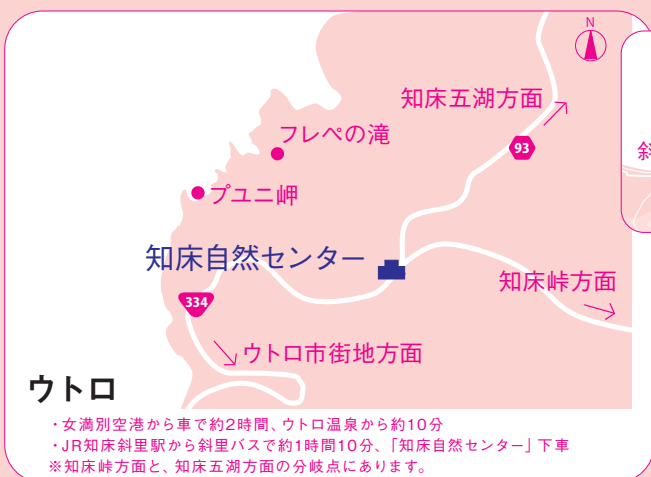 N
知床五湖方面
フレペの滝
93
斜
プユニ岬
知床自然センター
知床峠方面
334
ウトロ市街地方面
ウトロ
・女満別空港から車で約2時間、ウトロ温泉から約10分
・JR知床斜里駅から斜里バスで約1時間10分、「知床自然センター」下車
※知床峠方面と、知床五湖方面の分岐点にあります。